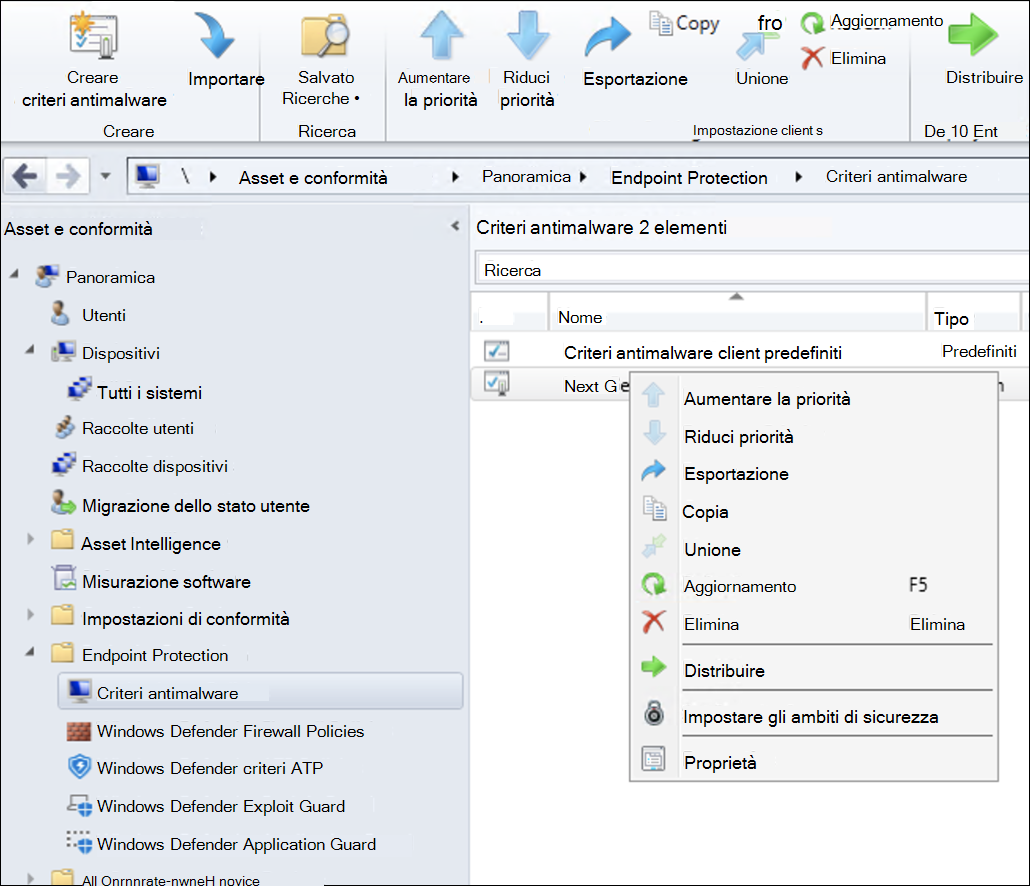 Creare
criteri antimalware
Importare
Salvato
Ricerche •
Aumentare
la priorità
Riduci
priorità
Esportazione
Copy
fro
Unione
Aggiornamento
Elimina
Distribuire
Creare
Ricerca
Impostazione client s
De 10 Ent
\
Asset e conformità
Panoramica
Endpoint Protection
Criteri antimalware
Asset e conformità
Panoramica
Utenti
Dispositivi
Tutti i sistemi
Raccolte utenti
Raccolte dispositivi
Migrazione dello stato utente
Asset Intelligence
Misurazione software
Impostazioni di conformità
Endpoint Protection
Criteri antimalware
Windows Defender Firewall Policies
Windows Defender criteri ATP
Windows Defender Exploit Guard
Windows Defender Application Guard
All Onrnnrate-nwneH novice
Criteri antimalware 2 elementi
Ricerca
. Nome Tipo
Criteri antimalware client predefiniti Predefiniti
Next Ge
Aumentare la priorità
Riduci priorità
Esportazione
Copia
Unione
Aggiornamento F5
Elimina Elimina
Distribuire
Impostare gli ambiti di sicurezza
Proprietà